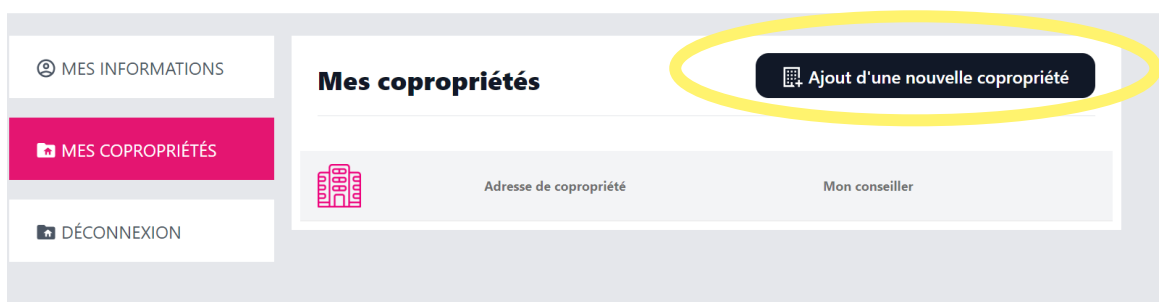 MES INFORMATIONS
MES COPROPRIÉTÉS
DÉCONNEXION
Mes copropriétés
Ajout d'une nouvelle copropriété
Adresse de copropriété
Mon conseiller